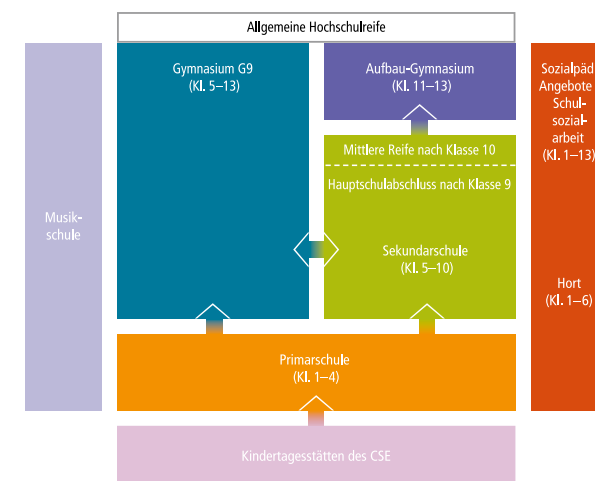 Allgemeine Hochschulreife
Gymnasium G9
(Kl. 5–13)
Aufbau-Gymnasium
(Kl. 11–13)
Sozialpäd
Angebote
Schul-
sozial-
arbeit
(Kl. 1–13)
Mittlere Reife nach Klasse 10
Hauptschulabschluss nach Klasse 9
Musik-
schule
Sekundarschule
(Kl. 5–10)
Hort
(Kl. 1–6)
Primarschule
(Kl. 1–4)
Kindertagesstätten des CSE